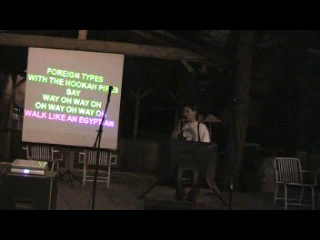 FOREIGN TYPES
WITH THE HOOKAH PIPES
SAY
WAY OH WAY OH
OH WAY OH WAY OH
WALK LIKE AN EGYPTIAN